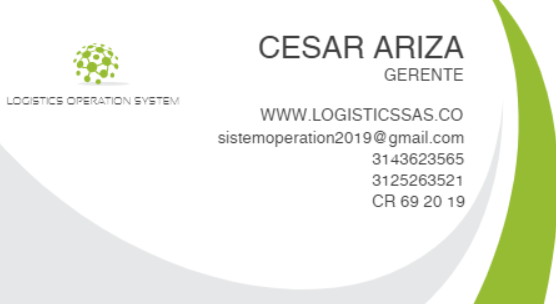 CESAR ARIZA
GERENTE
LOGISTICS OPERATION SYSTEM
WWW.LOGISTICSSAS.CO
sistemoperation2019@gmail.com
3143623565
3125263521
CR 69 20 19